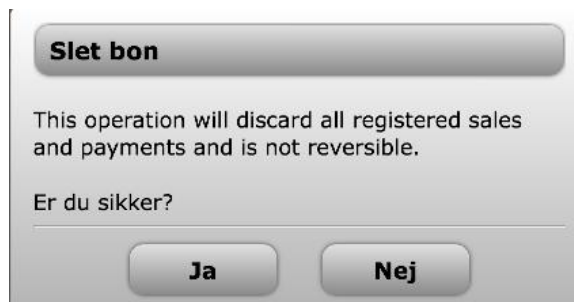 Slet bon
This operation will discard all registered sales
and payments and is not reversible.
Er du sikker?
Ja
Nej